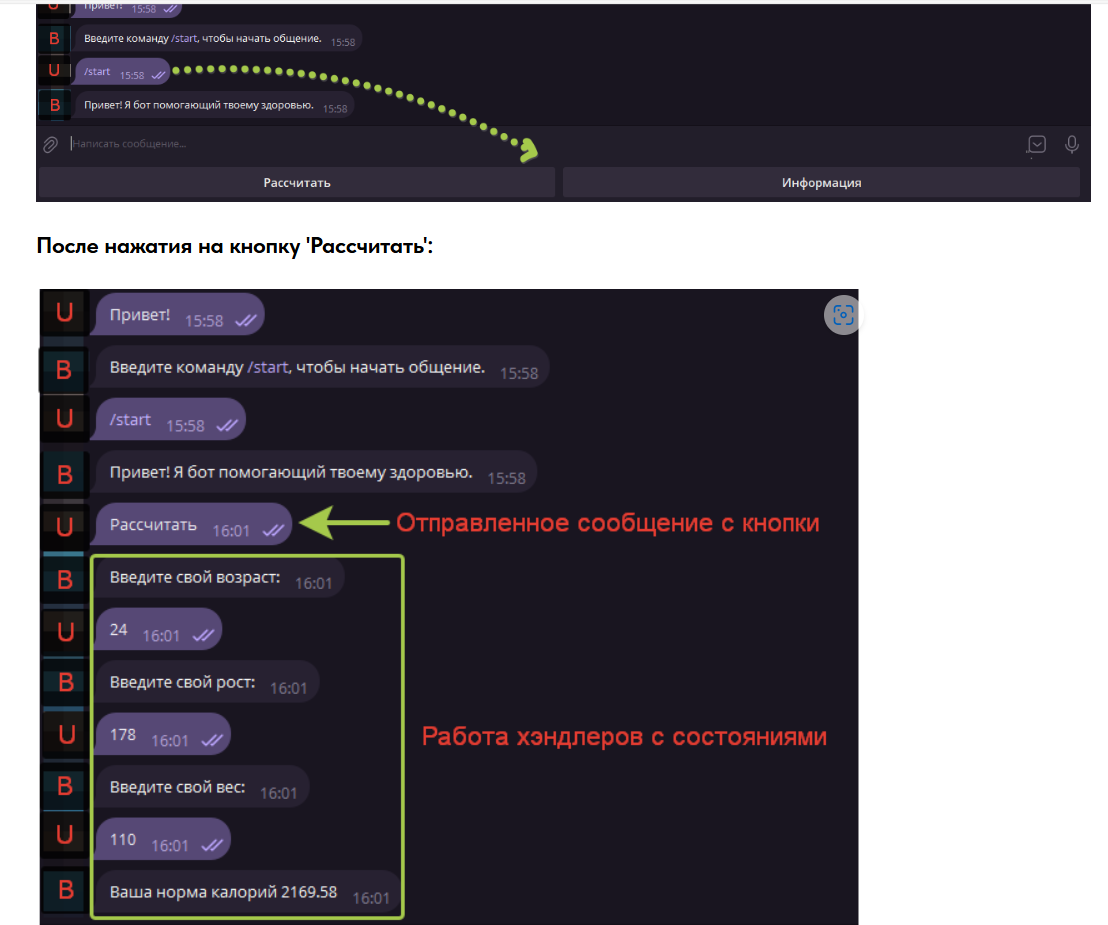 U Привет! 15:58
B Введите команду /start, чтобы начать общение. 15:58
U /start 15:58
B Привет! Я бот помогающий твоему здоровью. 15:58
Написать сообщение...
Рассчитать Информация
После нажатия на кнопку 'Рассчитать':
U Привет! 15:58
B Введите команду /start, чтобы начать общение. 15:58
U /start 15:58
B Привет! Я бот помогающий твоему здоровью. 15:58
U Рассчитать 16:01 Отправленное сообщение с кнопки
B Введите свой возраст: 16:01
U 24 16:01
B Введите свой рост: 16:01
U 178 16:01 Работа хэндлеров с состояниями
B Введите свой вес: 16:01
U 110 16:01
B Ваша норма калорий 2169.58 16:01